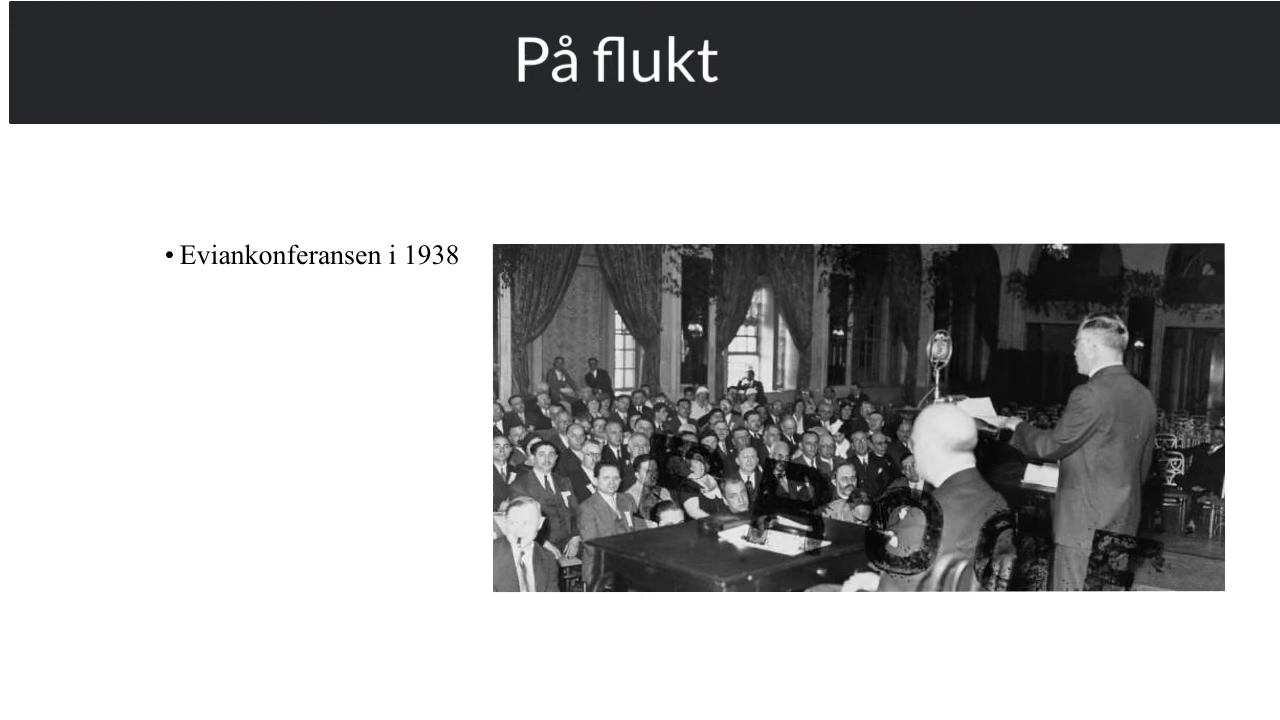 På flukt
• Eviankonferansen i 1938